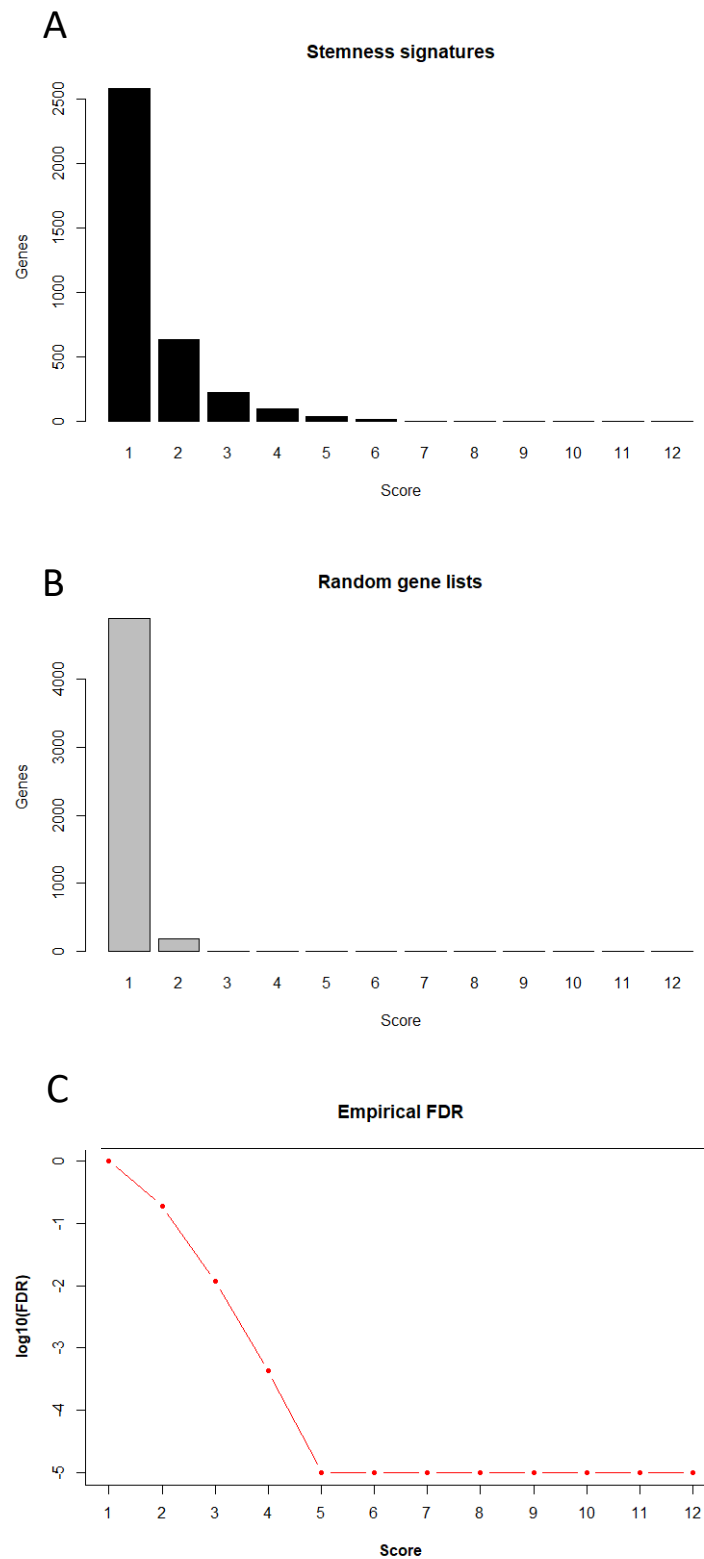 A
Stemness signatures
Genes
2500
2000
1500
1000
500
0
1 2 3 4 5 6 7 8 9 10 11 12
Score
B
Random gene lists
Genes
4000
3000
2000
1000
0
1 2 3 4 5 6 7 8 9 10 11 12
Score
C
Empirical FDR
log10(FDR)
0
-1
-2
-3
-4
-5
1 2 3 4 5 6 7 8 9 10 11 12
Score